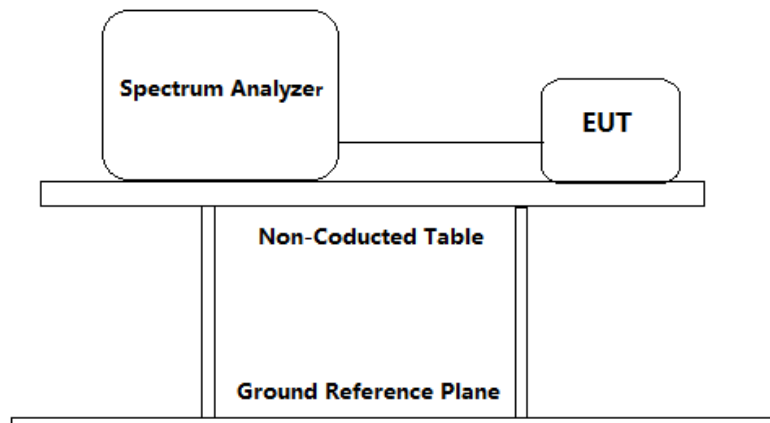 Spectrum Analyzer
EUT
Non-Coducted Table
Ground Reference Plane